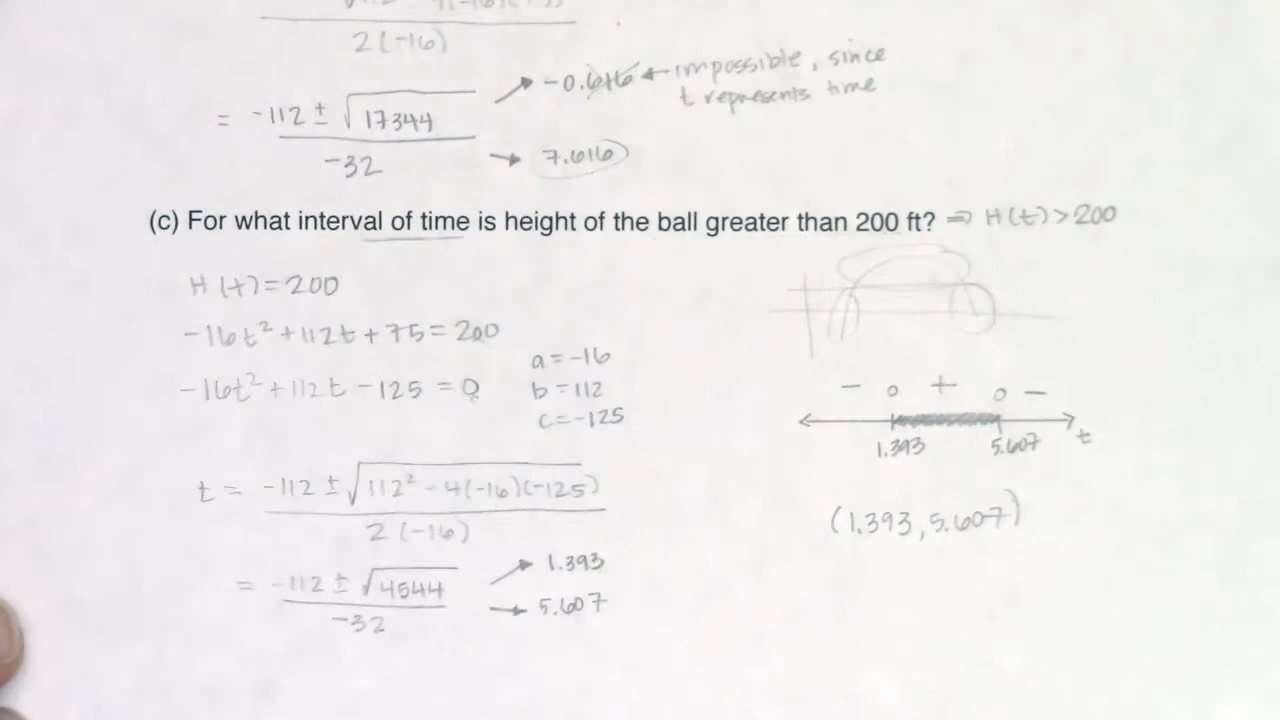 2(-16)
-0.616 ← impossible, since
t represents time
= -112 ± √17344
-32
7.616
(c) For what interval of time is height of the ball greater than 200 ft? ⇒ H(t) > 200
H(t) = 200
-16t² + 112t + 75 = 200
-16t² + 112t - 125 = 0
a = -16
b = 112
c = -125
- 0 + 0 -
1.393 5.607 t
t = -112 ± √112² - 4(-16)(-125)
2(-16)
(1.393, 5.607)
= -112 ± √4544
-32
1.393
5.607